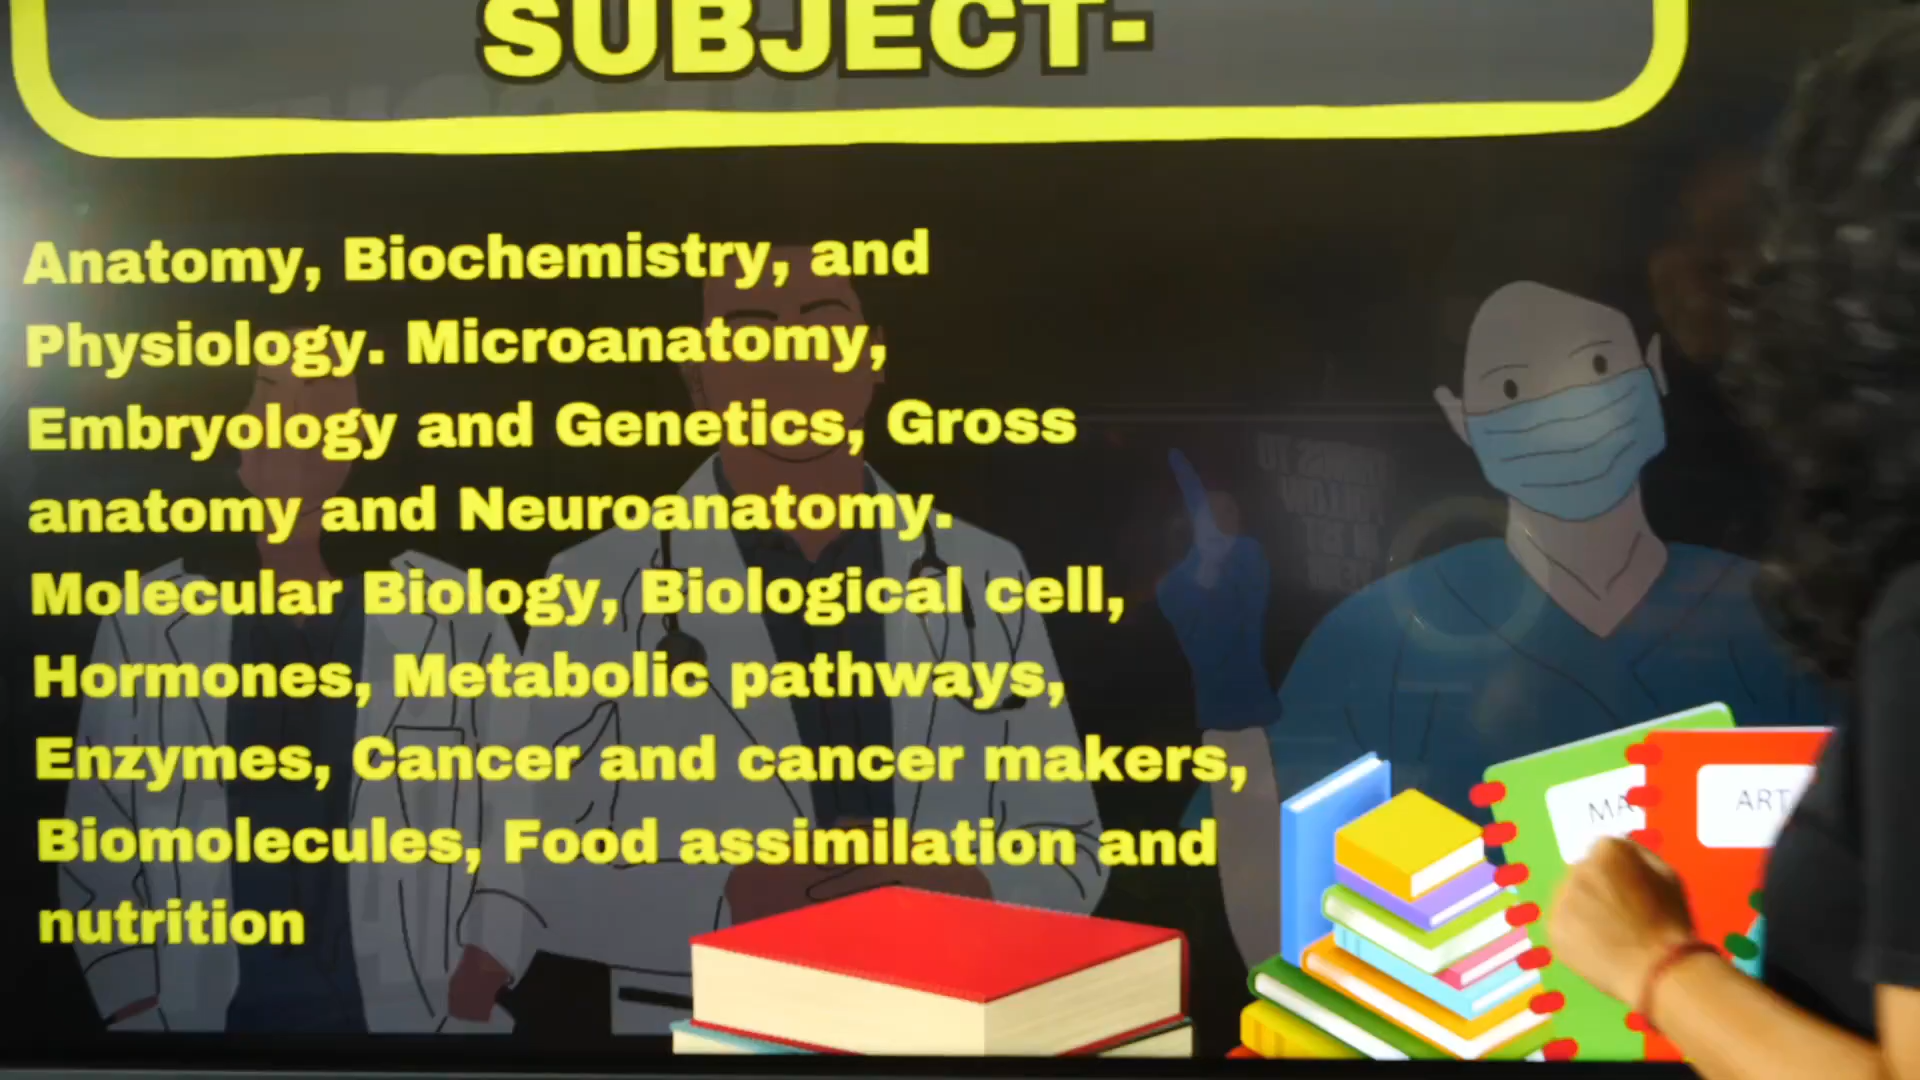 SUBJECT-
Anatomy, Biochemistry, and
Physiology. Microanatomy,
Embryology and Genetics, Gross
anatomy and Neuroanatomy.
Molecular Biology, Biological cell,
Hormones, Metabolic pathways,
Enzymes, Cancer and cancer makers,
Biomolecules, Food assimilation and
nutrition
MA
ART